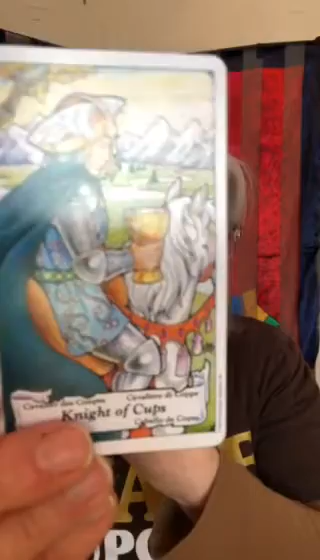 Cavalier des Coupes Cavaliere di Coppe
Knight of Cups
Caballo de Copas